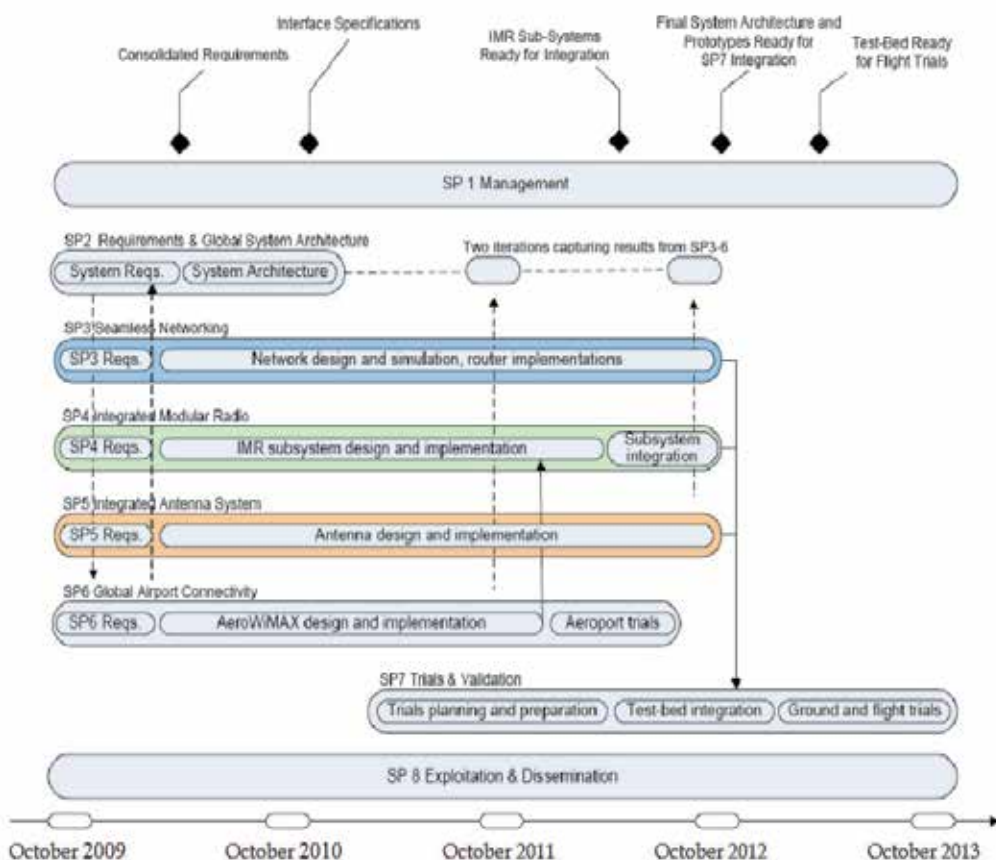 Interface Specifications
Consolidated Requirements
IMR Sub-Systems
Ready for Integration
Final System Architecture and
Prototypes Ready for
SP7 Integration
Test-Bed Ready
for Flight Trials
SP 1 Management
SP2 Requirements & Global System Architecture
Two iterations capturing results from SP3-6
System Reqs.
System Architecture
SP3 Seamless Networking
SP3 Reqs.
Network design and simulation, router implementations
SP4 Integrated Modular Radio
SP4 Reqs.
IMR subsystem design and implementation
Subsystem
integration
SP5 Integrated Antenna System
SP5 Reqs.
Antenna design and implementation
SP6 Global Airport Connectivity
SP6 Reqs.
AeroWiMAX design and implementation
Aeroport trials
SP7 Trials & Validation
Trials planning and preparation
Test-bed integration
Ground and flight trials
SP 8 Exploitation & Dissemination
October 2009
October 2010
October 2011
October 2012
October 2013